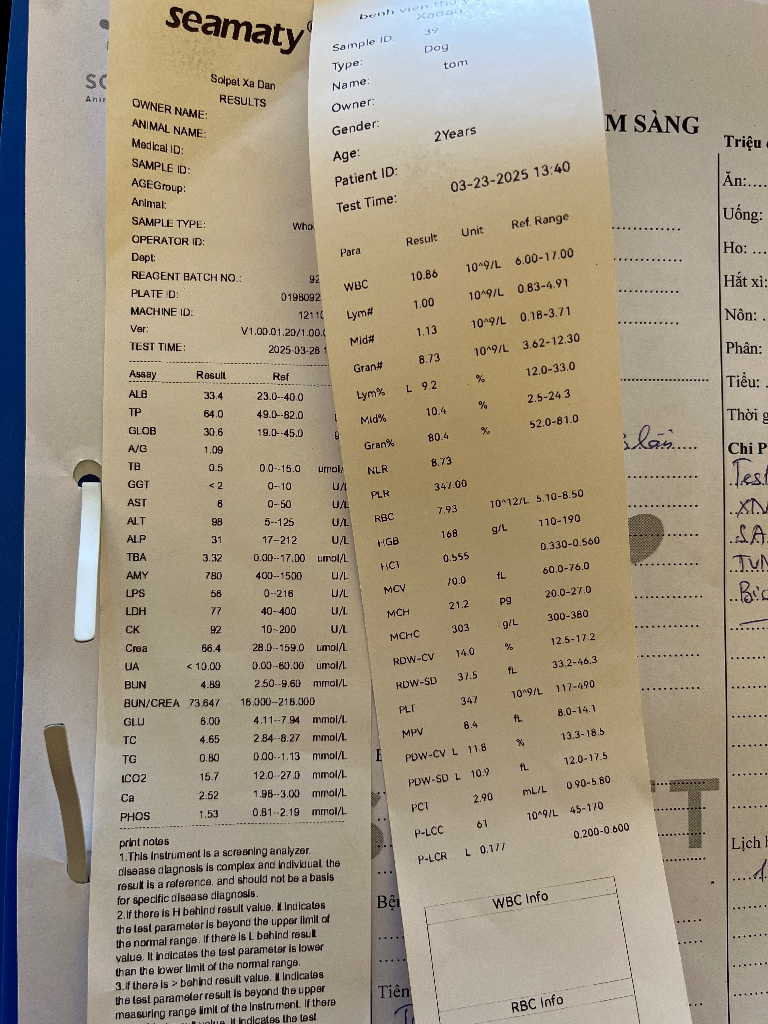 seamaty
Solpet Xa Dan
RESULTS
OWNER NAME:
ANIMAL NAME:
Medical ID:
SAMPLE ID:
AGEGroup:
Animal:
SAMPLE TYPE: Who
OPERATOR ID:
Dept:
REAGENT BATCH NO.: 92
PLATE ID: 0198092
MACHINE ID: 1211
Ver: V1.00.01.20/1.00.
TEST TIME: 2025-03-26 1
Assay Result Ref
ALB 33.4 23.0--40.0
TP 64.0 49.0--82.0
GLOB 30.6 19.0--45.0
A/G 1.09
TB 0.5 0.0--15.0 umol/
GGT < 2 0--10 U/L
AST 6 0--50 U/L
ALT 98 5--125 U/L
ALP 31 17--212 U/L
TBA 3.32 0.00--17.00 umol/L
AMY 780 400--1500 U/L
LPS 56 0--216 U/L
LDH 77 40--400 U/L
CK 92 10--200 U/L
Crea 66.4 28.0--159.0 umol/L
UA < 10.00 0.00--60.00 umol/L
BUN 4.89 2.50--9.60 mmol/L
BUN/CREA 73.647 16.000--218.000
GLU 6.00 4.11--7.94 mmol/L
TC 4.65 2.84--8.27 mmol/L
TG 0.80 0.00--1.13 mmol/L
tCO2 15.7 12.0--27.0 mmol/L
Ca 2.52 1.98--3.00 mmol/L
PHOS 1.53 0.81--2.19 mmol/L
print notes
1.This instrument is a screening analyzer.
disease diagnosis is complex and individual, the
result is a reference, and should not be a basis
for specific disease diagnosis.
2.If there is H behind result value. It indicates
the test parameter is beyond the upper limit of
the normal range. If there is L behind result
value. It indicates the test parameter is lower
than the lower limit of the normal range.
3.If there is > behind result value. It indicates
the test parameter result is beyond the upper
measuring range limit of the instrument. If there
result value, it indicates the test
Sample ID: 39
Type: Dog
Name: tom
Owner:
Gender:
Age: 2Years
Patient ID:
Test Time: 03-23-2025 13:40
Para Result Unit Ref. Range
WBC 10.86 10^9/L 6.00-17.00
Lym# 1.00 10^9/L 0.83-4.91
Mid# 1.13 10^9/L 0.18-3.71
Gran# 8.73 10^9/L 3.62-12.30
Lym% L 9.2 % 12.0-33.0
Mid% 10.4 % 2.5-24.3
Gran% 80.4 % 52.0-81.0
NLR 8.73
PLR 347.00
RBC 7.93 10^12/L 5.10-8.50
HGB 168 g/L 110-190
HCT 0.555 0.330-0.560
MCV 70.0 fL 60.0-76.0
MCH 21.2 pg 20.0-27.0
MCHC 303 g/L 300-380
RDW-CV 14.0 % 12.5-17.2
RDW-SD 37.5 fL 33.2-46.3
PLT 347 10^9/L 117-490
MPV 8.4 fL 8.0-14.1
PDW-CV L 11.8 % 13.3-18.5
PDW-SD L 10.9 fL 12.0-17.5
PCT 2.90 mL/L 0.90-5.80
P-LCC 61 10^9/L 45-170
P-LCR L 0.177 0.200-0.600
WBC Info
RBC Info
M SÀNG
Triệu
Ăn:
Uống:
Ho:
Hắt xì:
Nôn:
Phân:
Tiểu:
Thời g
Chi P
Test
XN
Lịch
Bện
Tiên